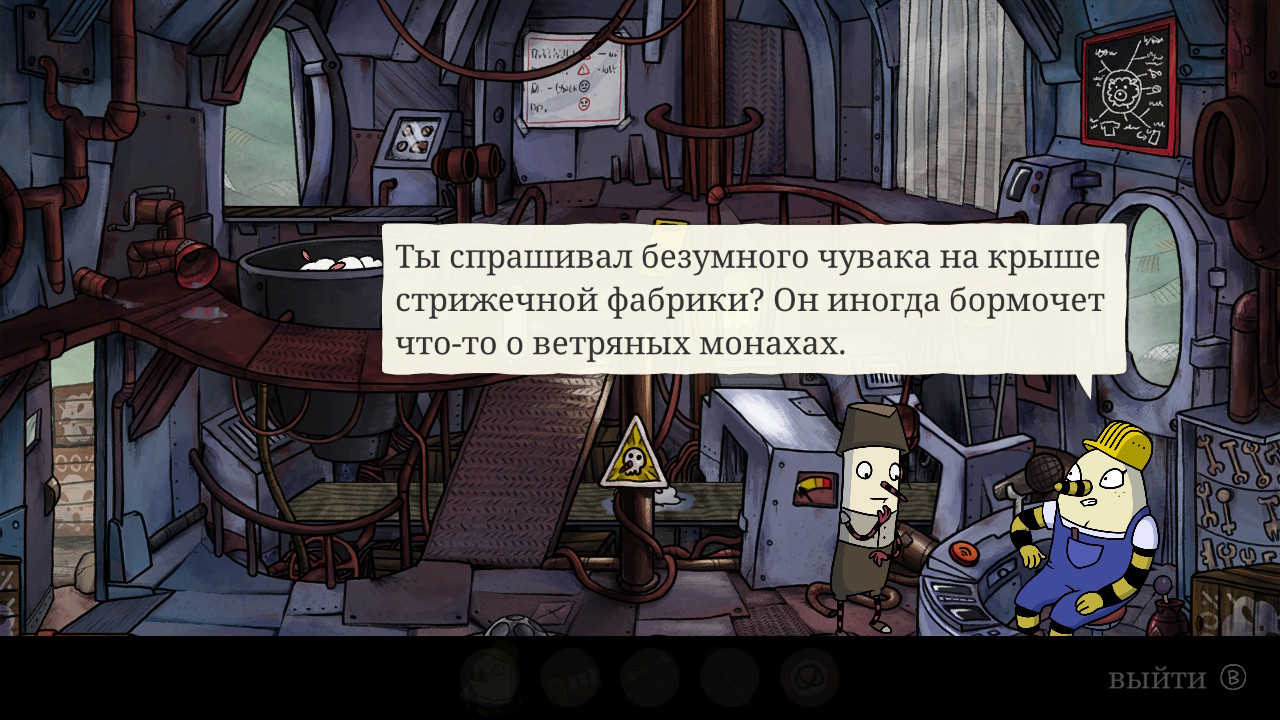 Ты спрашивал безумного чувака на крыше
стрижечной фабрики? Он иногда бормочет
что-то о ветряных монахах.
выйти B